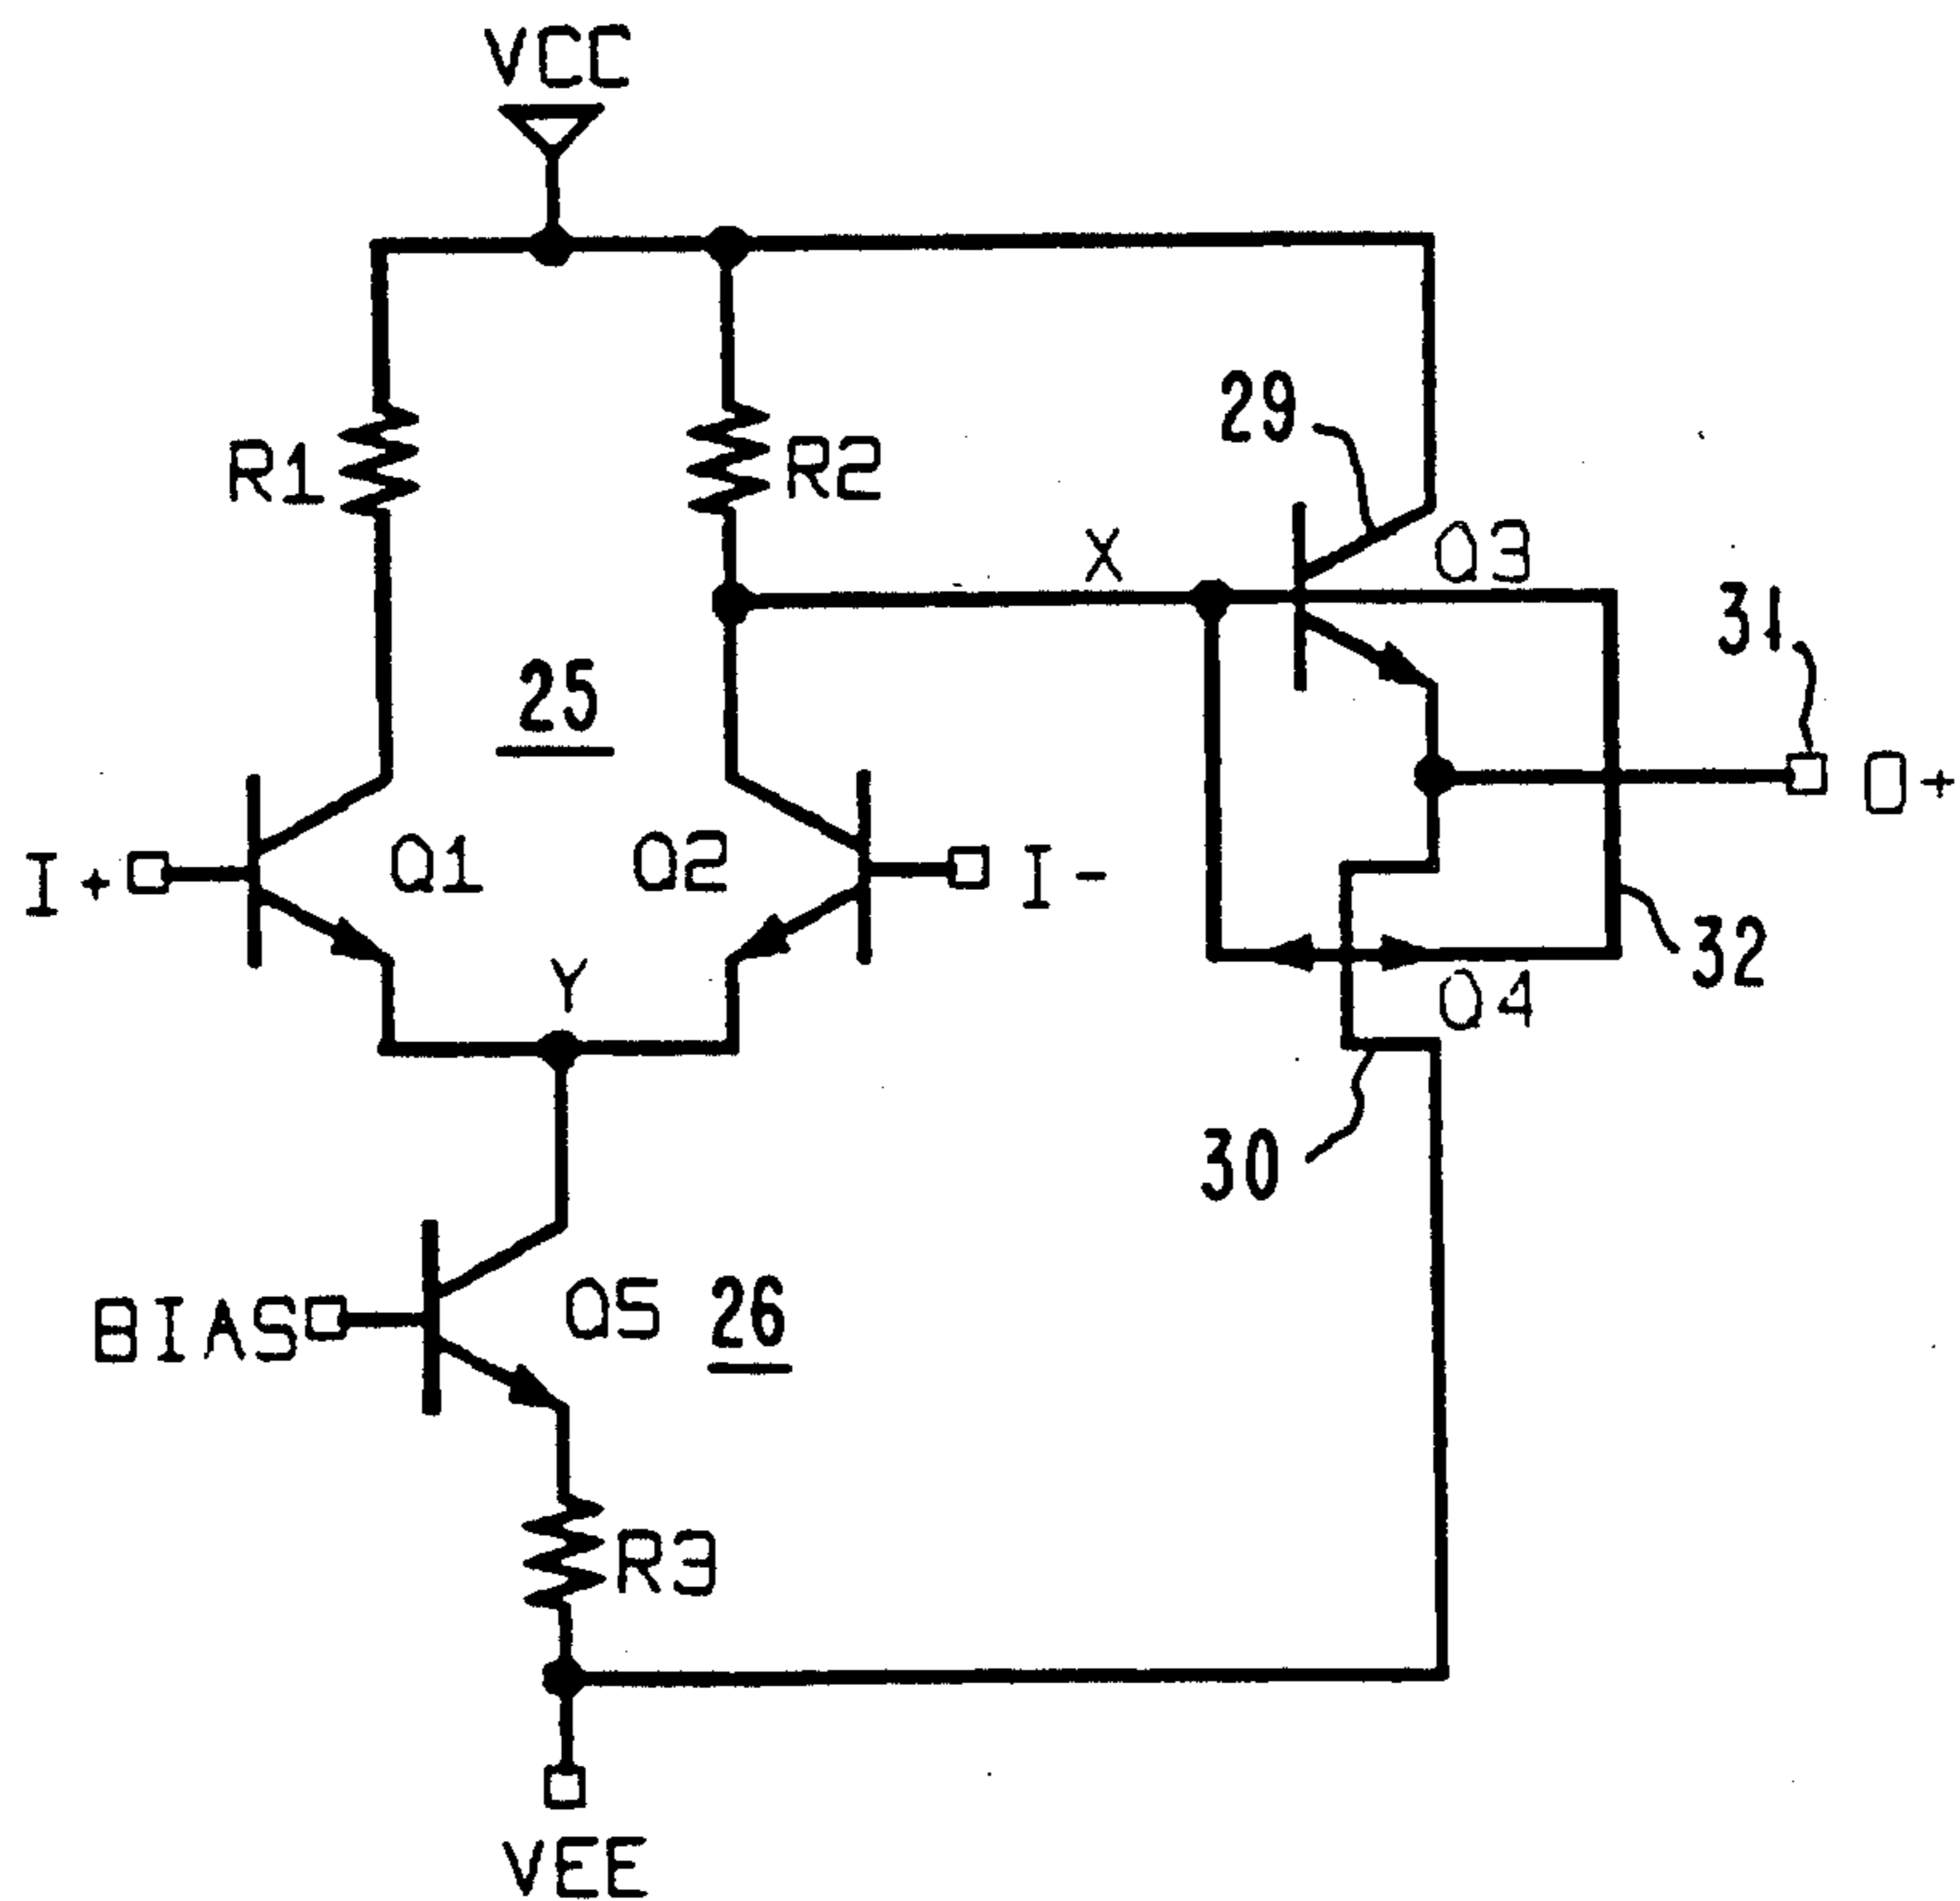 VCC
R1
R2
29
X
Q3
31
25
O+
I+
Q1
Q2
I-
32
Y
Q4
30
BIAS
Q5
26
R3
VEE